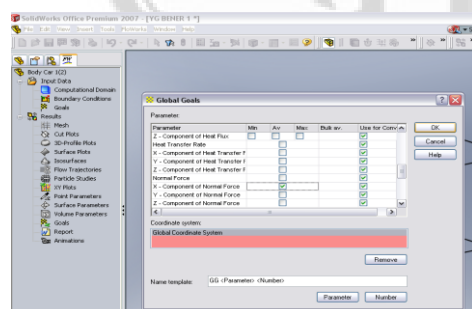 SolidWorks Office Premium 2007 - [YG BENER 1 *]
File Edit View Insert Tools FloWorks Window Help
Body Car 1(2)
Input Data
Computational Domain
Boundary Conditions
Goals
Results
Mesh
Cut Plots
3D-Profile Plots
Surface Plots
Isosurfaces
Flow Trajectories
Particle Studies
XY Plots
Point Parameters
Surface Parameters
Volume Parameters
Goals
Report
Animations
Global Goals
Parameter:
Parameter Min Av Max Bulk av. Use for Conv
Z - Component of Heat Flux
Heat Transfer Rate
X - Component of Heat Transfer F
Y - Component of Heat Transfer F
Z - Component of Heat Transfer F
Normal Force
X - Component of Normal Force
Y - Component of Normal Force
Z - Component of Normal Force
Coordinate system:
Global Coordinate System
Remove
Name template: GG <Parameter> <Number>
Parameter Number
OK
Cancel
Help